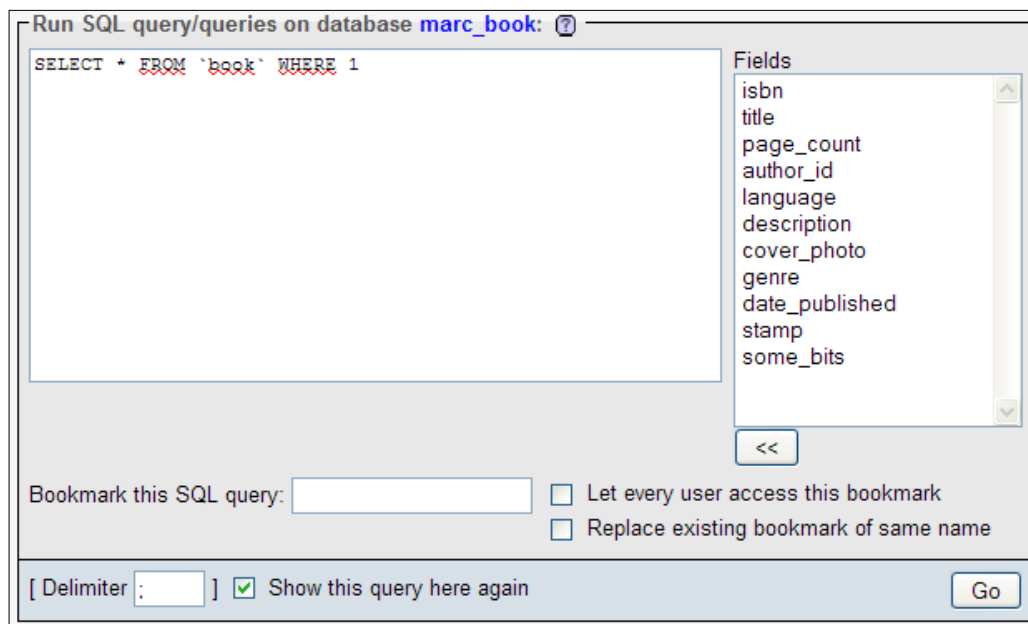 Run SQL query/queries on database marc_book: ?
SELECT * FROM `book` WHERE 1
Fields
isbn
title
page_count
author_id
language
description
cover_photo
genre
date_published
stamp
some_bits
<<
Bookmark this SQL query:
Let every user access this bookmark
Replace existing bookmark of same name
[ Delimiter ; ] Show this query here again
Go